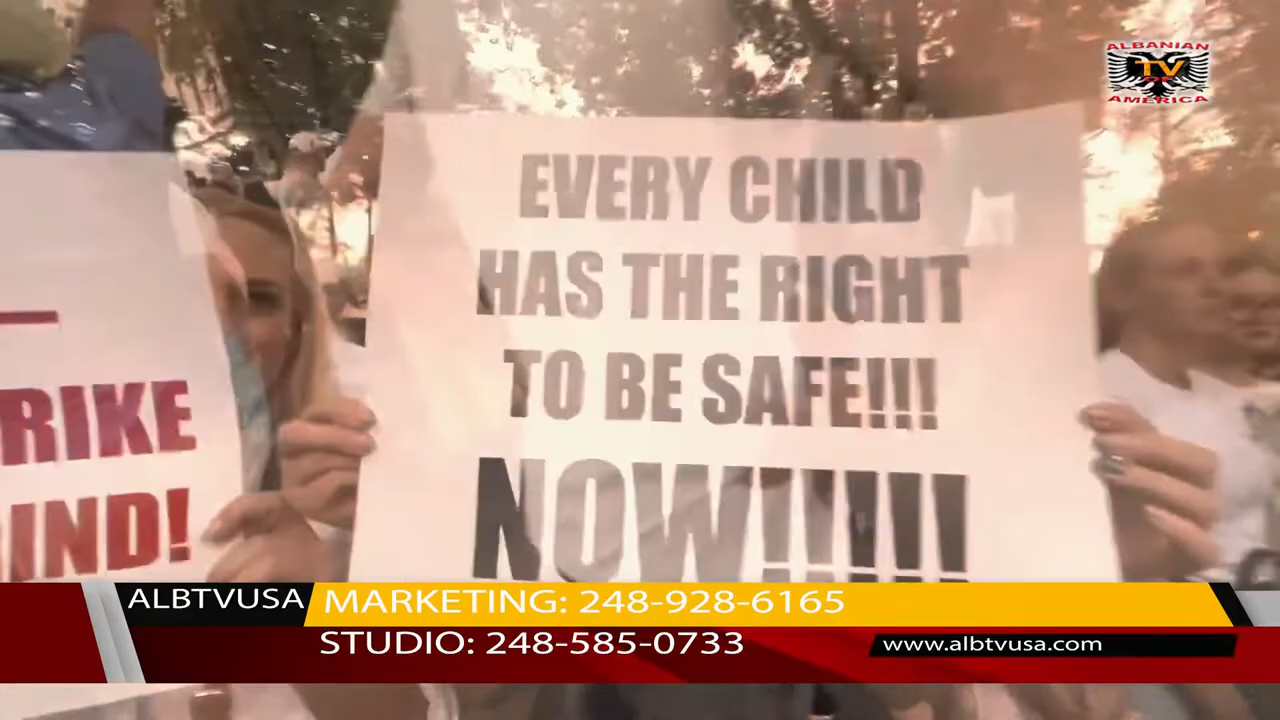 ALBANIAN
TV
AMERICA
EVERY CHILD
HAS THE RIGHT
TO BE SAFE!!!
NOW!!!!!
RIKE
IND!
ALBTVUSA
MARKETING: 248-928-6165
STUDIO: 248-585-0733
www.albtvusa.com